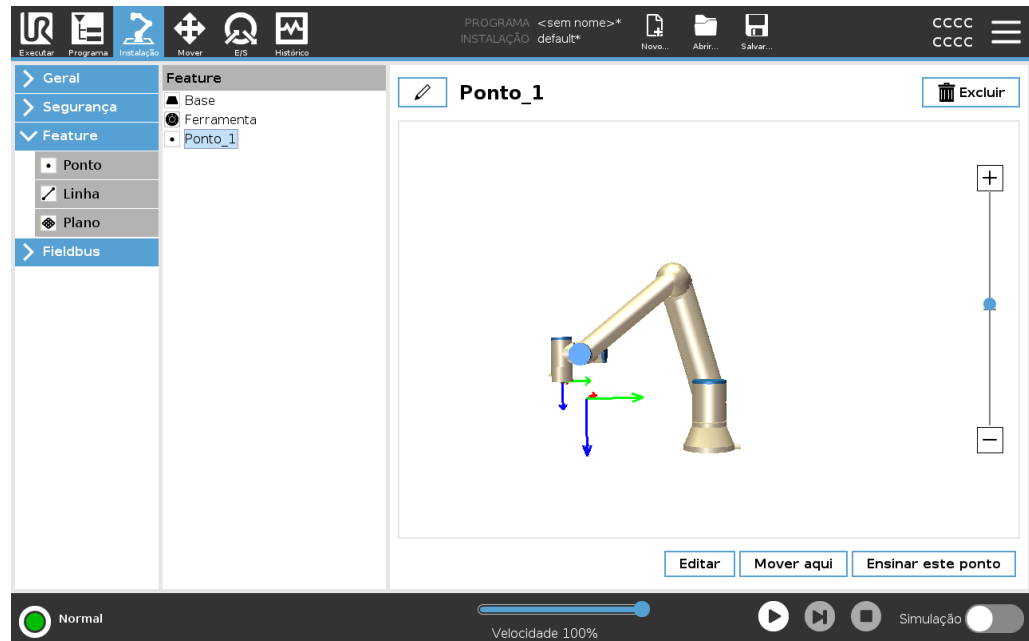 UR
Executar
Programa
Instalação
Mover
E/S
Histórico
PROGRAMA <sem nome>*
INSTALAÇÃO default*
Novo...
Abrir...
Salvar...
CCCC
CCCC
Geral
Segurança
Feature
Ponto
Linha
Plano
Fieldbus
Feature
Base
Ferramenta
Ponto_1
Ponto_1
Excluir
Editar
Mover aqui
Ensinar este ponto
Normal
Velocidade 100%
Simulação